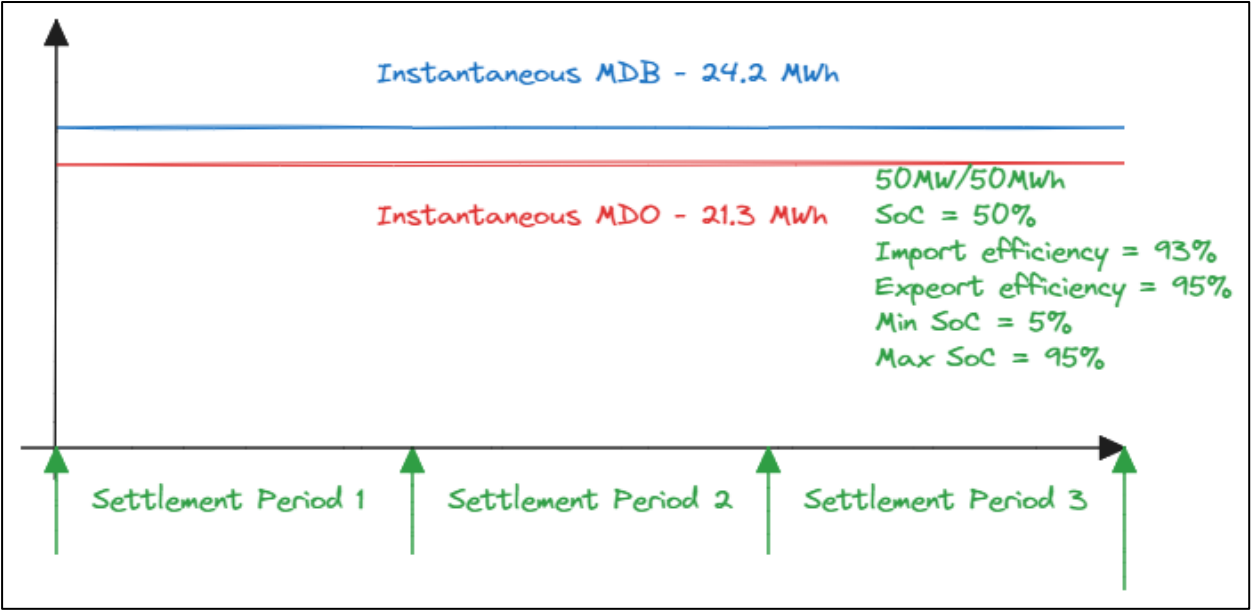 Instantaneous MDB - 24.2 MWh
50MW/50MWh
Instantaneous MDO - 21.3 MWh
SoC = 50%
Import efficiency = 93%
Expeort efficiency = 95%
Min SoC = 5%
Max SoC = 95%
Settlement Period 1
Settlement Period 2
Settlement Period 3